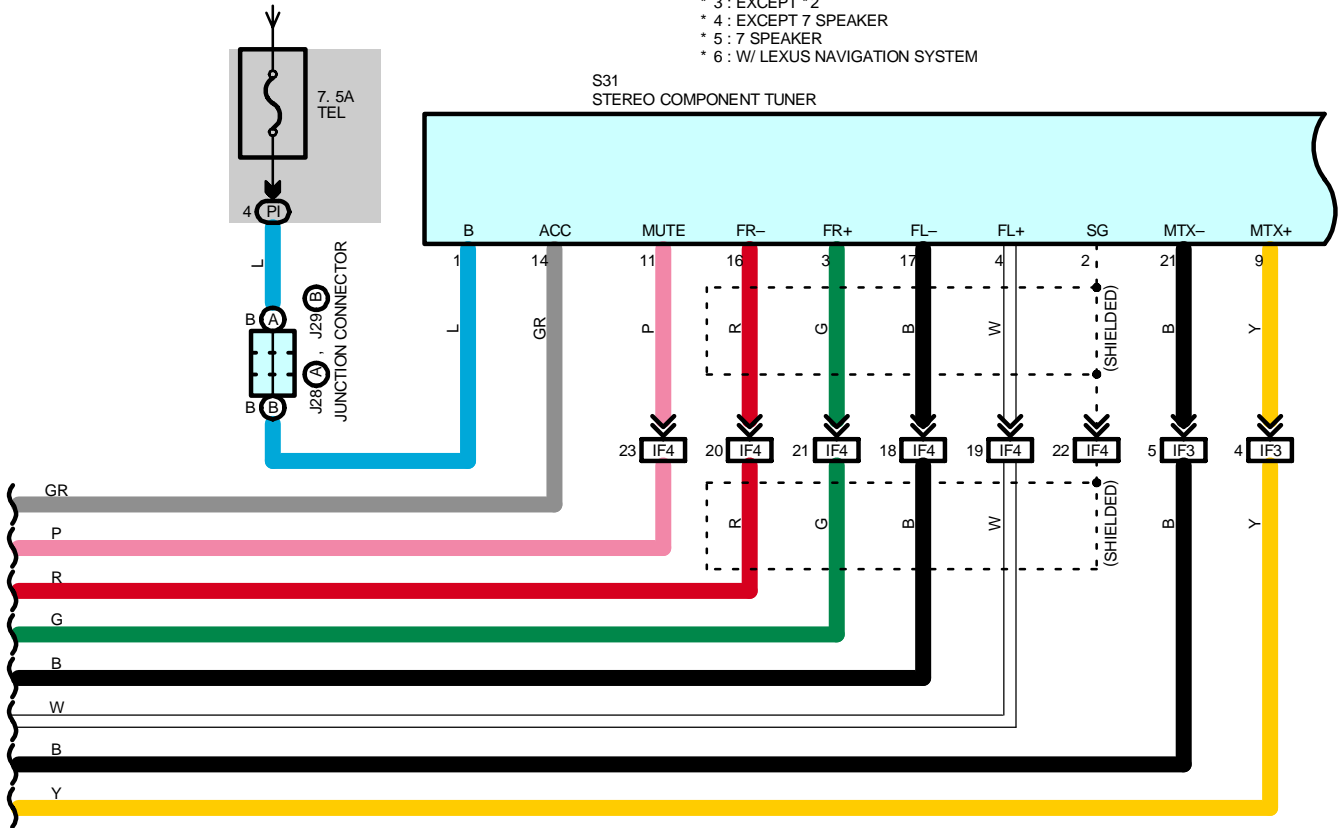 * 3 : EXCEPT *2
* 4 : EXCEPT 7 SPEAKER
* 5 : 7 SPEAKER
* 6 : W/ LEXUS NAVIGATION SYSTEM
S31
STEREO COMPONENT TUNER
7. 5A
TEL
4 PI
B ACC MUTE FR– FR+ FL– FL+ SG MTX– MTX+
1 14 11 16 3 17 4 2 21 9
L
B A
B B
J28 A , J29 B
JUNCTION CONNECTOR
L GR P R G B W (SHIELDED) B Y
23 IF4 20 IF4 21 IF4 18 IF4 19 IF4 22 IF4 5 IF3 4 IF3
R G B W (SHIELDED) B Y
GR
P
R
G
B
W
B
Y